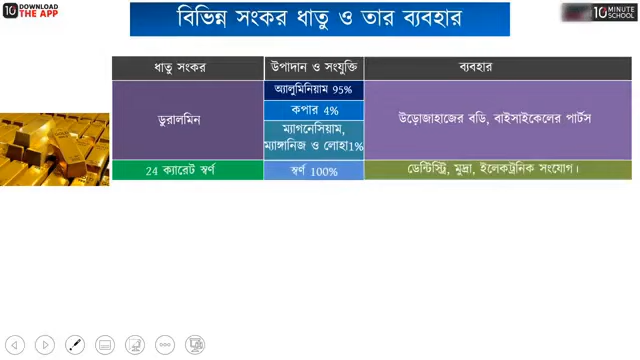 10 DOWNLOAD
THE APP
বিভিন্ন সংকর ধাতু ও তার ব্যবহার
10 MINUTE
SCHOOL
ধাতু সংকর
উপাদান ও সংযুক্তি
ব্যবহার
ডুরালমিন
অ্যালুমিনিয়াম 95%
কপার 4%
ম্যাগনেসিয়াম,
ম্যাঙ্গানিজ ও লোহা1%
উড়োজাহাজের বডি, বাইসাইকেলের পার্টস
24 ক্যারেট স্বর্ণ
স্বর্ণ 100%
ডেন্টিস্ট্রি, মুদ্রা, ইলেকট্রনিক সংযোগ।